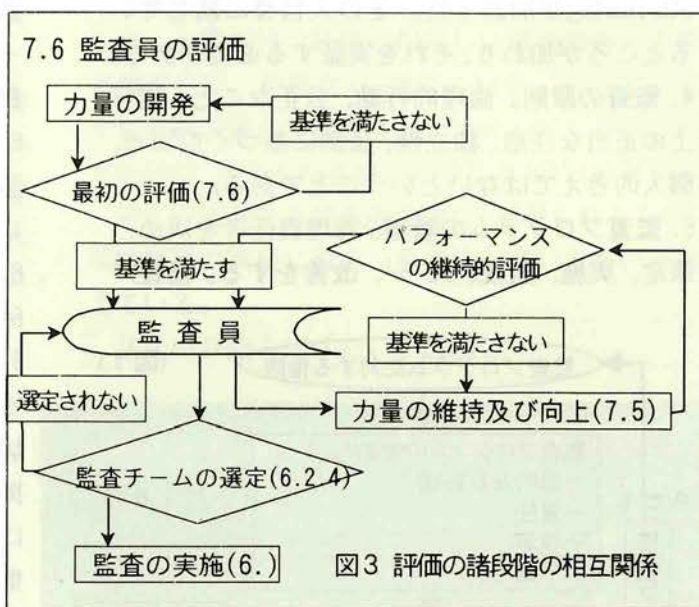 7.6 監査員の評価
力量の開発
基準を満たさない
最初の評価(7.6)
パフォーマンス
の継続的評価
基準を満たす
監査員
基準を満たさない
選定されない
力量の維持及び向上(7.5)
監査チームの選定(6.2.4)
監査の実施(6.)
図3 評価の諸段階の相互関係